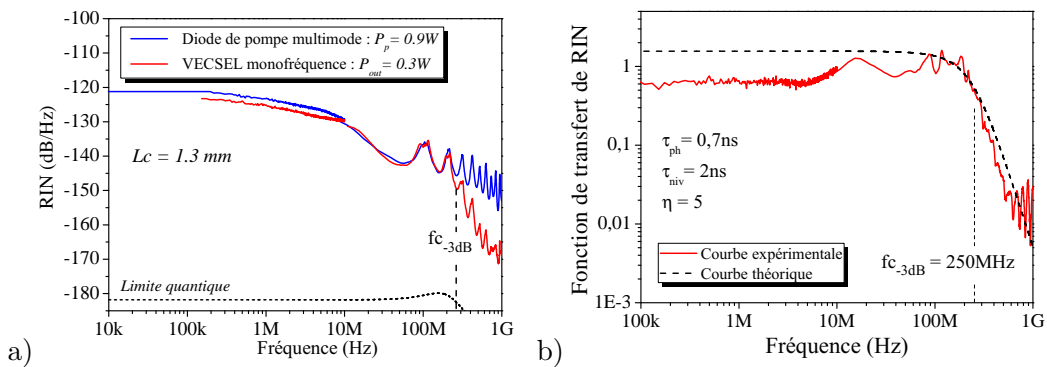 -100
-110
-120
-130
-140
-150
-160
-170
-180
RIN (dB/Hz)
Diode de pompe multimode : P_p = 0.9W
VECSEL monofréquence : P_out = 0.3W
Lc = 1.3 mm
fc_-3dB
Limite quantique
10k 100k 1M 10M 100M 1G
Fréquence (Hz)
a)
1
0,1
0,01
1E-3
Fonction de transfert de RIN
τ_ph = 0,7ns
τ_niv = 2ns
η = 5
Courbe expérimentale
Courbe théorique
fc_-3dB = 250MHz
100k 1M 10M 100M 1G
Fréquence (Hz)
b)